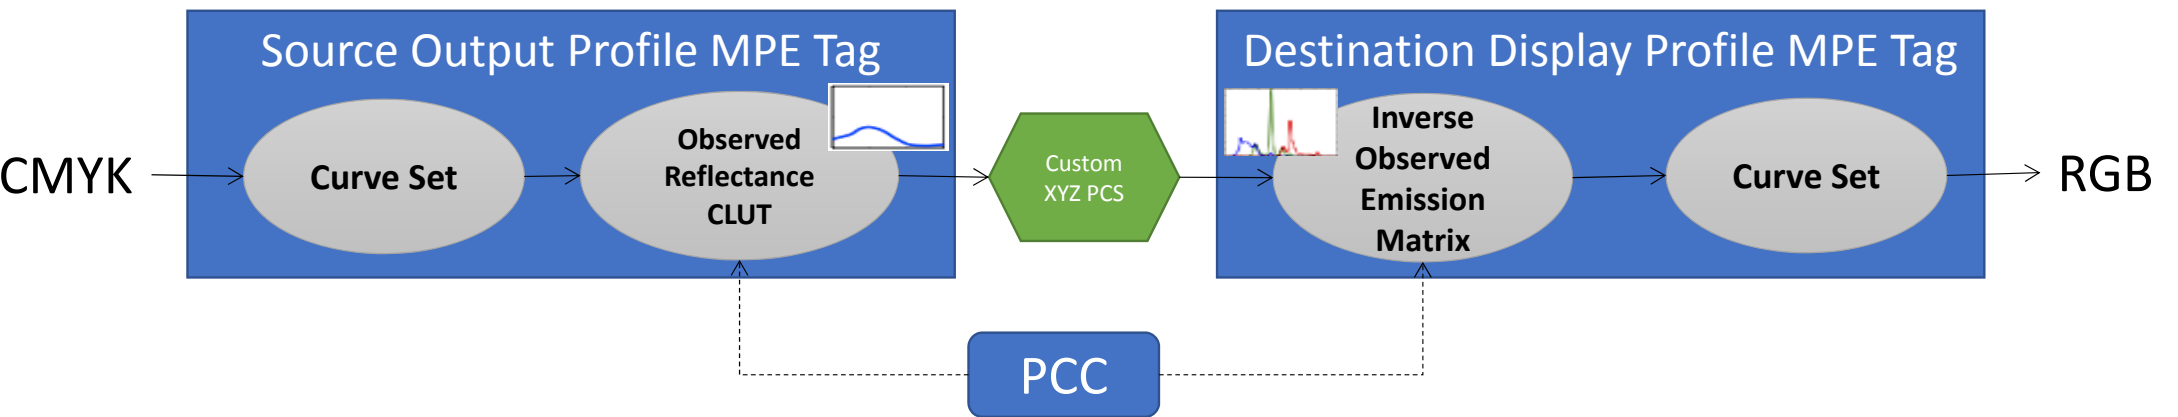 Source Output Profile MPE Tag
Destination Display Profile MPE Tag
CMYK
Curve Set
Observed
Reflectance
CLUT
Custom
XYZ PCS
Inverse
Observed
Emission
Matrix
Curve Set
RGB
PCC